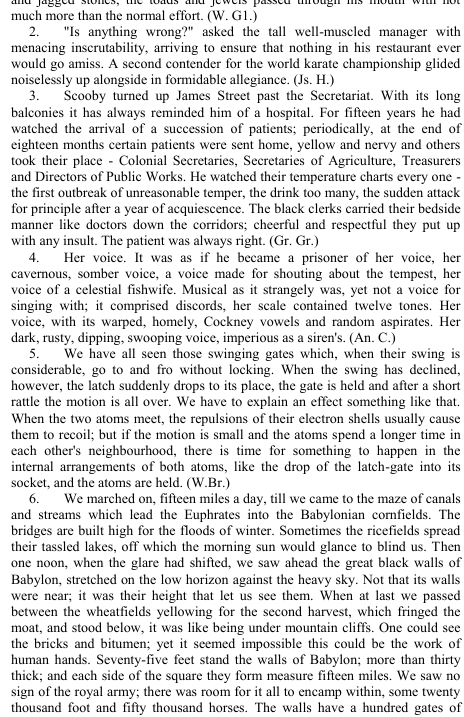 and jagged stones, the toads and jewels passed through his mouth with not
much more than the normal effort. (W. G1.)
2. "Is anything wrong?" asked the tall well-muscled manager with
menacing inscrutability, arriving to ensure that nothing in his restaurant ever
would go amiss. A second contender for the world karate championship glided
noiselessly up alongside in formidable allegiance. (Js. H.)
3. Scooby turned up James Street past the Secretariat. With its long
balconies it has always reminded him of a hospital. For fifteen years he had
watched the arrival of a succession of patients; periodically, at the end of
eighteen months certain patients were sent home, yellow and nervy and others
took their place - Colonial Secretaries, Secretaries of Agriculture, Treasurers
and Directors of Public Works. He watched their temperature charts every one -
the first outbreak of unreasonable temper, the drink too many, the sudden attack
for principle after a year of acquiescence. The black clerks carried their bedside
manner like doctors down the corridors; cheerful and respectful they put up
with any insult. The patient was always right. (Gr. Gr.)
4. Her voice. It was as if he became a prisoner of her voice, her
cavernous, somber voice, a voice made for shouting about the tempest, her
voice of a celestial fishwife. Musical as it strangely was, yet not a voice for
singing with; it comprised discords, her scale contained twelve tones. Her
voice, with its warped, homely, Cockney vowels and random aspirates. Her
dark, rusty, dipping, swooping voice, imperious as a siren's. (An. C.)
5. We have all seen those swinging gates which, when their swing is
considerable, go to and fro without locking. When the swing has declined,
however, the latch suddenly drops to its place, the gate is held and after a short
rattle the motion is all over. We have to explain an effect something like that.
When the two atoms meet, the repulsions of their electron shells usually cause
them to recoil; but if the motion is small and the atoms spend a longer time in
each other's neighbourhood, there is time for something to happen in the
internal arrangements of both atoms, like the drop of the latch-gate into its
socket, and the atoms are held. (W.Br.)
6. We marched on, fifteen miles a day, till we came to the maze of canals
and streams which lead the Euphrates into the Babylonian cornfields. The
bridges are built high for the floods of winter. Sometimes the ricefields spread
their tassled lakes, off which the morning sun would glance to blind us. Then
one noon, when the glare had shifted, we saw ahead the great black walls of
Babylon, stretched on the low horizon against the heavy sky. Not that its walls
were near; it was their height that let us see them. When at last we passed
between the wheatfields yellowing for the second harvest, which fringed the
moat, and stood below, it was like being under mountain cliffs. One could see
the bricks and bitumen; yet it seemed impossible this could be the work of
human hands. Seventy-five feet stand the walls of Babylon; more than thirty
thick; and each side of the square they form measure fifteen miles. We saw no
sign of the royal army; there was room for it all to encamp within, some twenty
thousand foot and fifty thousand horses. The walls have a hundred gates of